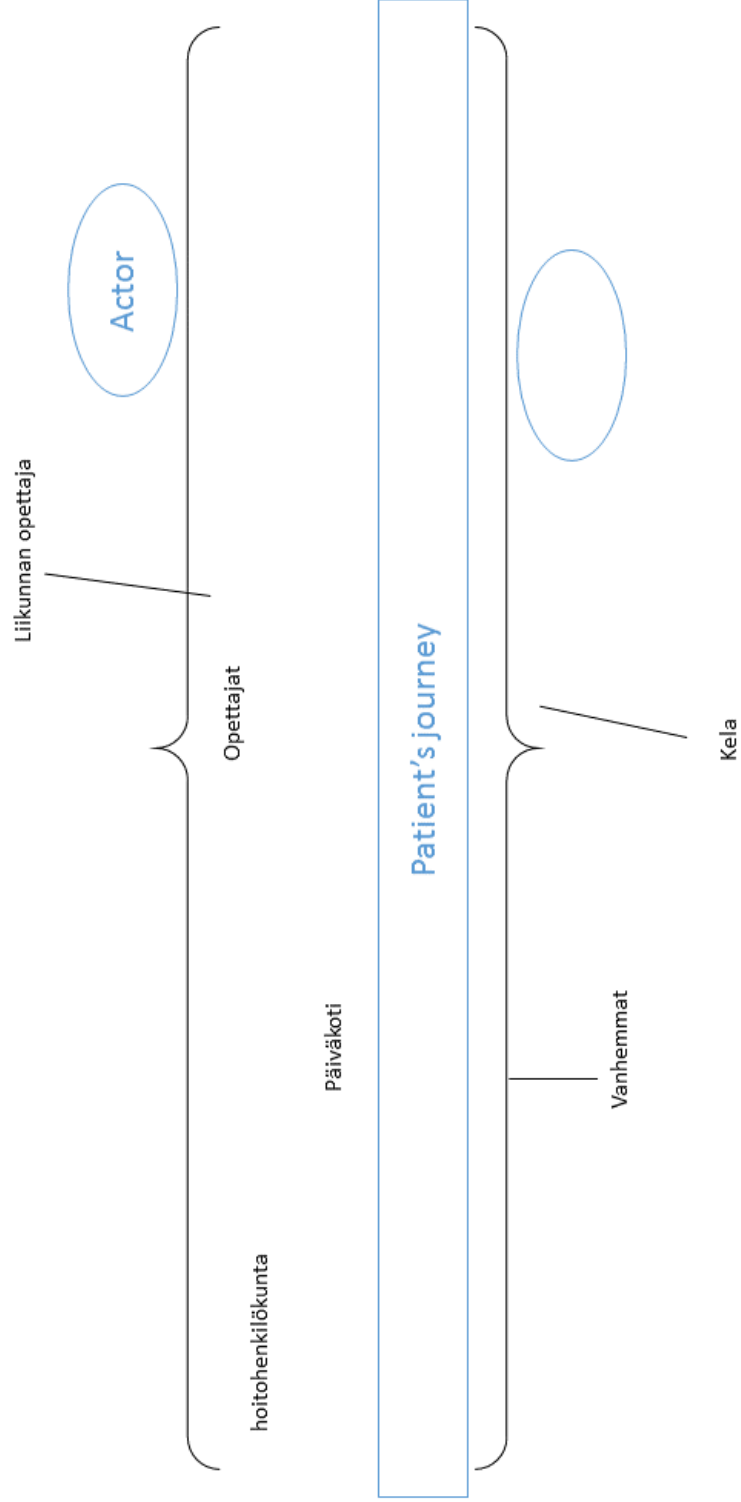 Liikunnan opettaja
Actor
Opettajat
hoitohenkilökunta
Päiväkoti
Patient's journey
Vanhemmat
Kela